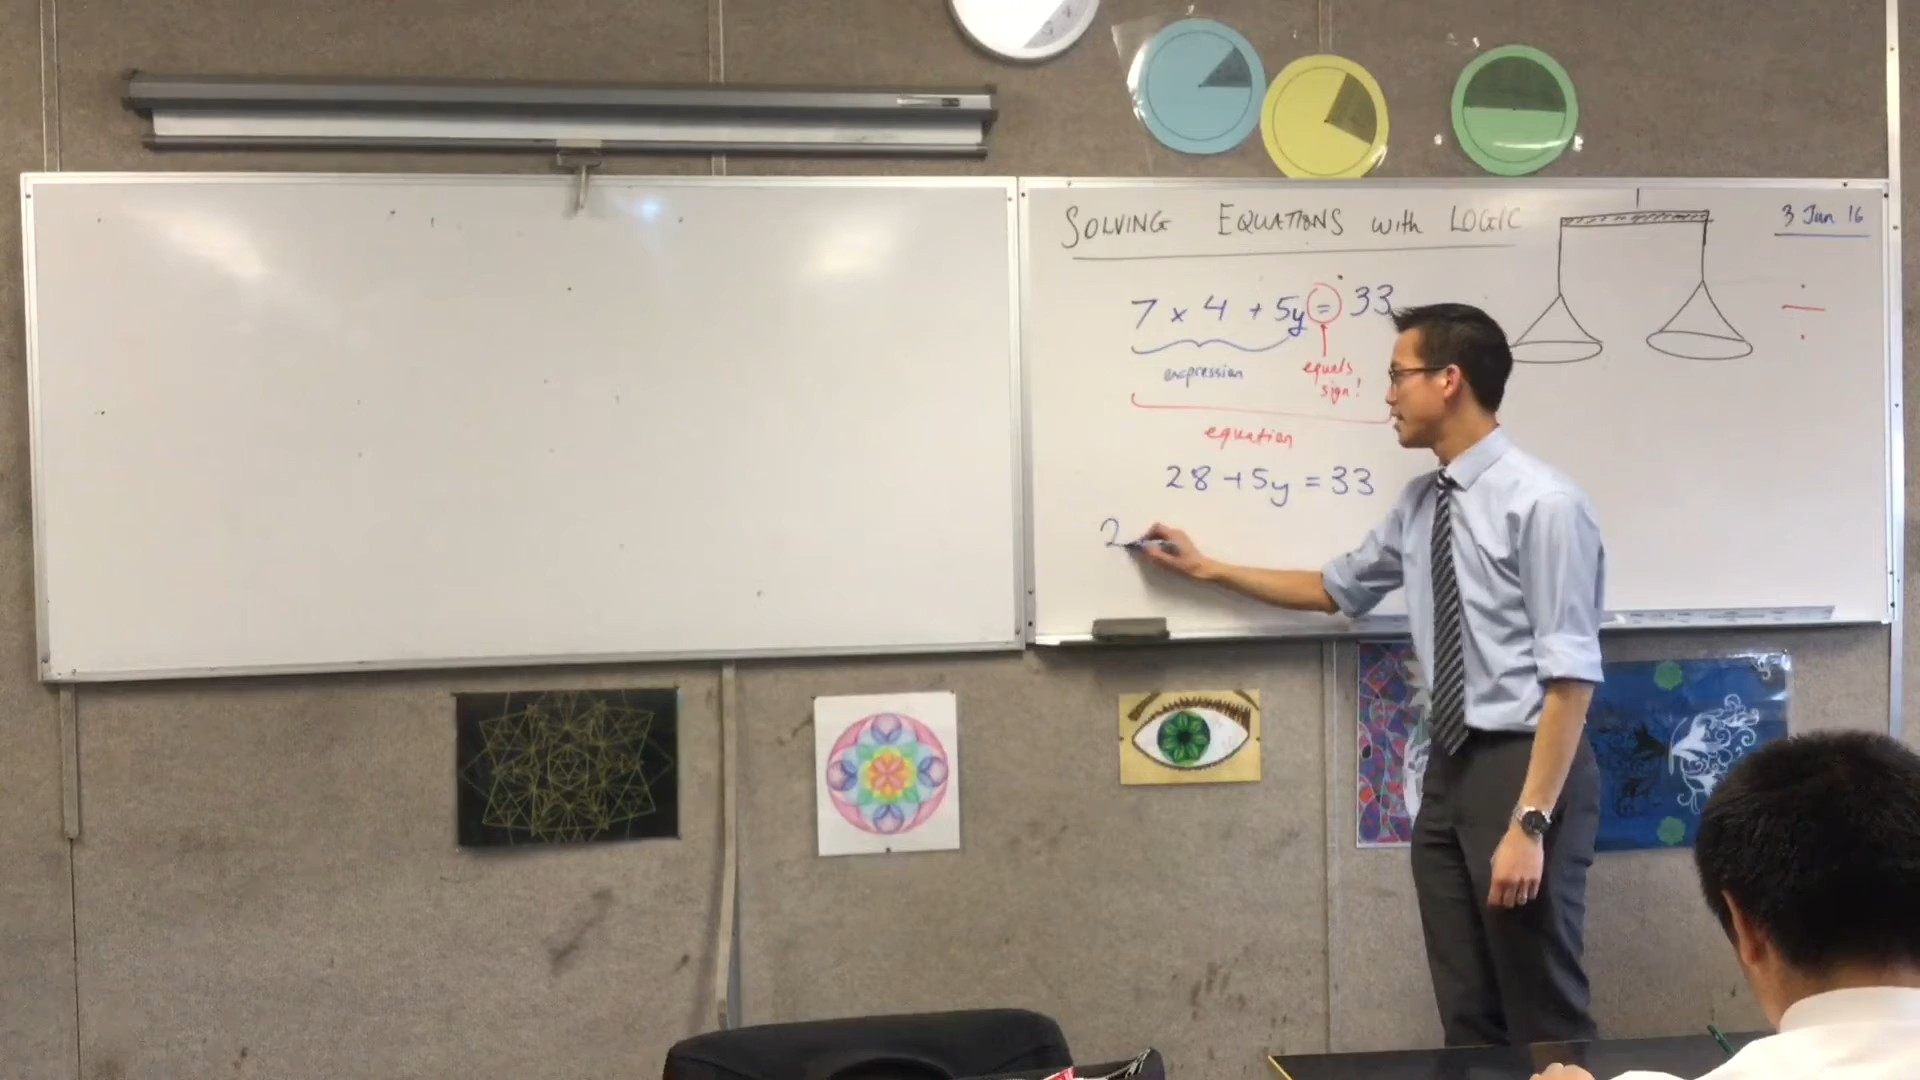 SOLVING EQUATIONS with LOGIC
3 Jun 16
7 × 4 + 5y = 33
÷
expression
equals
sign!
equation
28 + 5y = 33
2